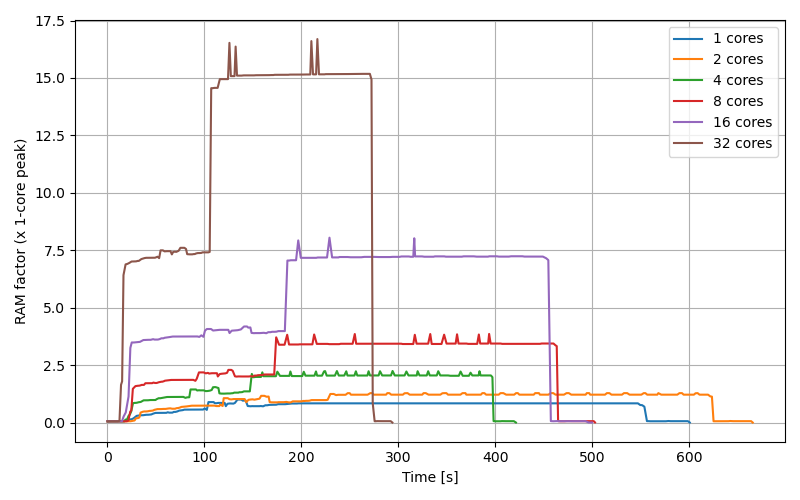 17.5
15.0
12.5
10.0
7.5
5.0
2.5
0.0
RAM factor (x 1-core peak)
1 cores
2 cores
4 cores
8 cores
16 cores
32 cores
0 100 200 300 400 500 600
Time [s]